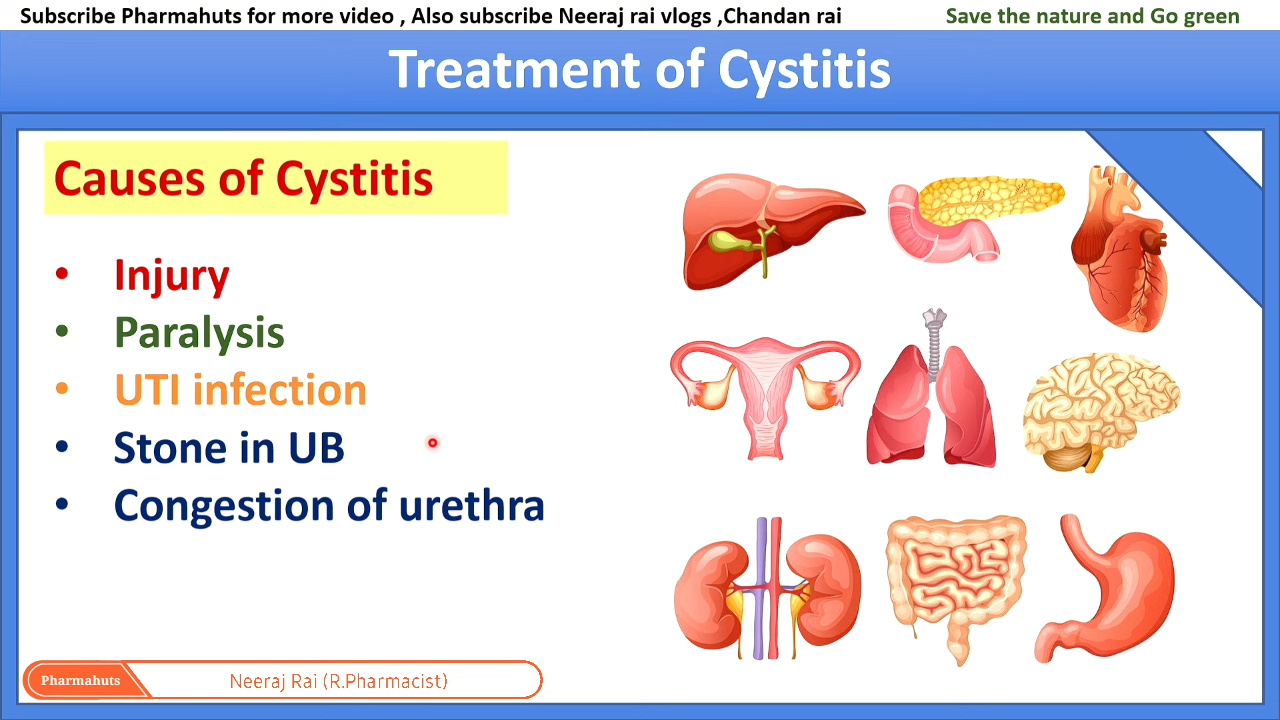 Subscribe Pharmahuts for more video , Also subscribe Neeraj rai vlogs ,Chandan rai
Save the nature and Go green
Treatment of Cystitis
Causes of Cystitis
• Injury
• Paralysis
• UTI infection
• Stone in UB
• Congestion of urethra
Pharmahuts
Neeraj Rai (R.Pharmacist)